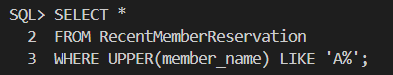 SQL> SELECT *
  2  FROM RecentMemberReservation
  3  WHERE UPPER(member_name) LIKE 'A%';